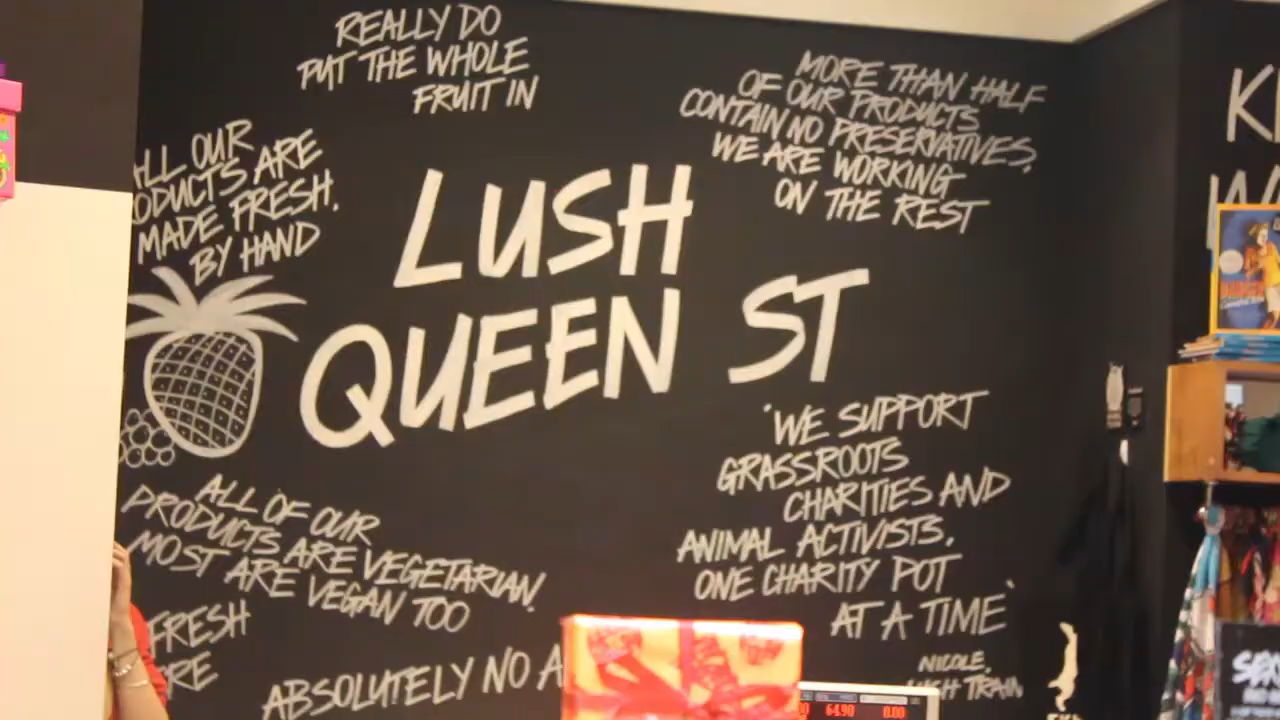 REALLY DO
PUT THE WHOLE
FRUIT IN
MORE THAN HALF
OF OUR PRODUCTS
CONTAIN NO PRESERVATIVES,
WE ARE WORKING
ON THE REST
ALL OUR
PRODUCTS ARE
MADE FRESH,
BY HAND
LUSH
QUEEN ST
'WE SUPPORT
GRASSROOTS
CHARITIES AND
ANIMAL ACTIVISTS,
ONE CHARITY POT
AT A TIME'
NICOLE,
ALL OF OUR
PRODUCTS ARE VEGETARIAN,
MOST ARE VEGAN TOO
FRESH
ABSOLUTELY NO
64.90 0.00